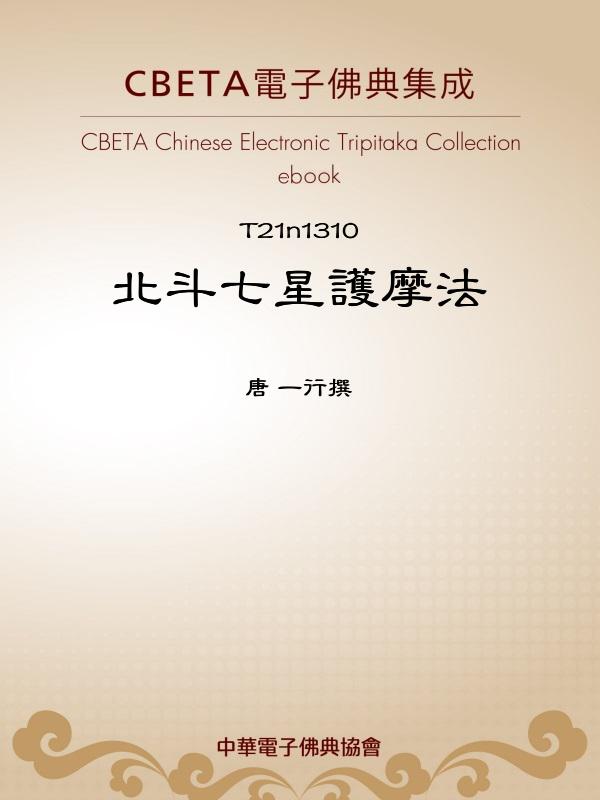 CBETA電子佛典集成
CBETA Chinese Electronic Tripitaka Collection
ebook
T21n1310
北斗七星護摩法
唐 一行撰
中華電子佛典協會